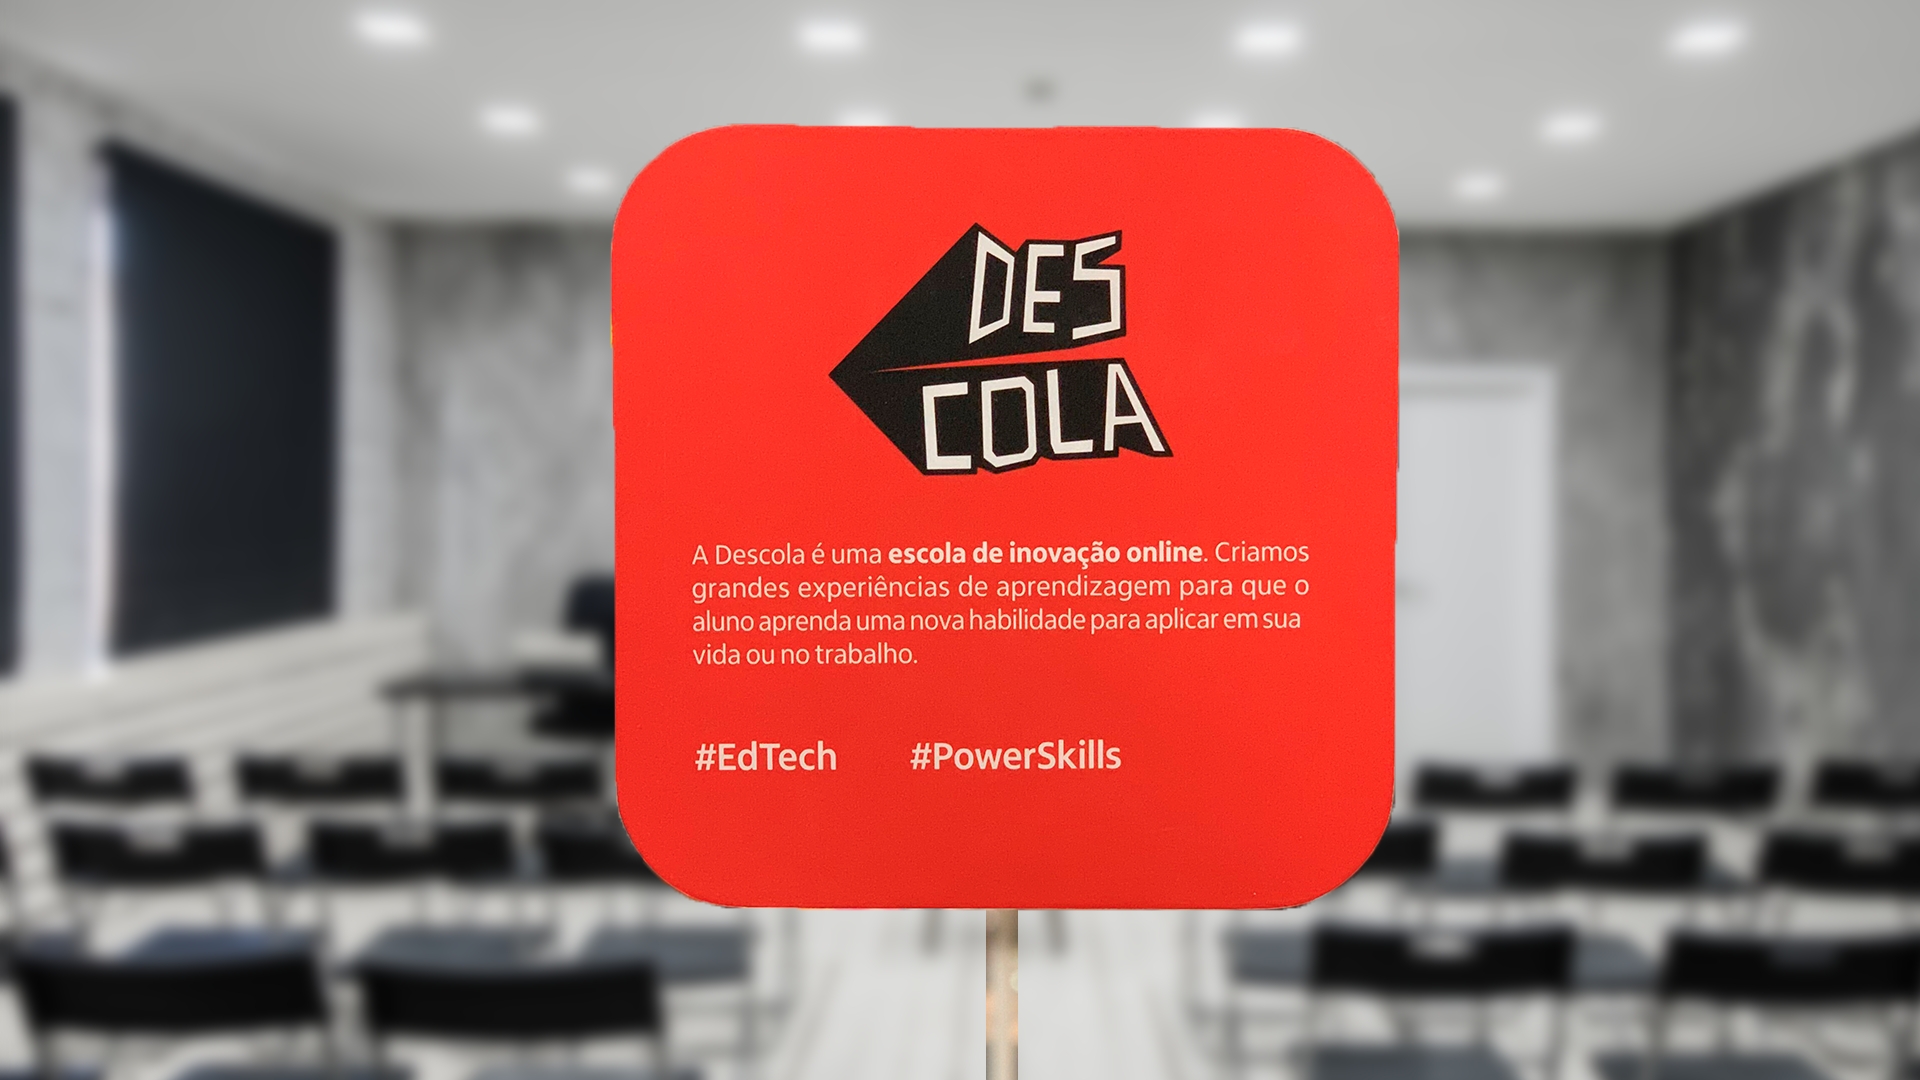 DES
COLA
A Descola é uma escola de inovação online. Criamos
grandes experiências de aprendizagem para que o
aluno aprenda uma nova habilidade para aplicar em sua
vida ou no trabalho.
#EdTech #PowerSkills